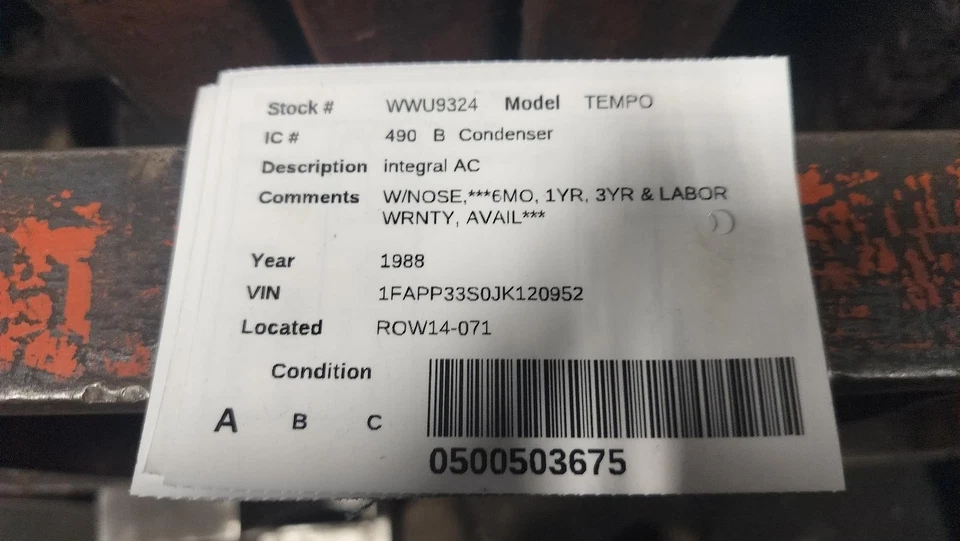 Stock # WWU9324 Model TEMPO
IC # 490 B Condenser
Description integral AC
Comments W/NOSE,***6MO, 1YR, 3YR & LABOR
WRNTY, AVAIL***
Year 1988
VIN 1FAPP33S0JK120952
Located ROW14-071
Condition
A B C
0500503675